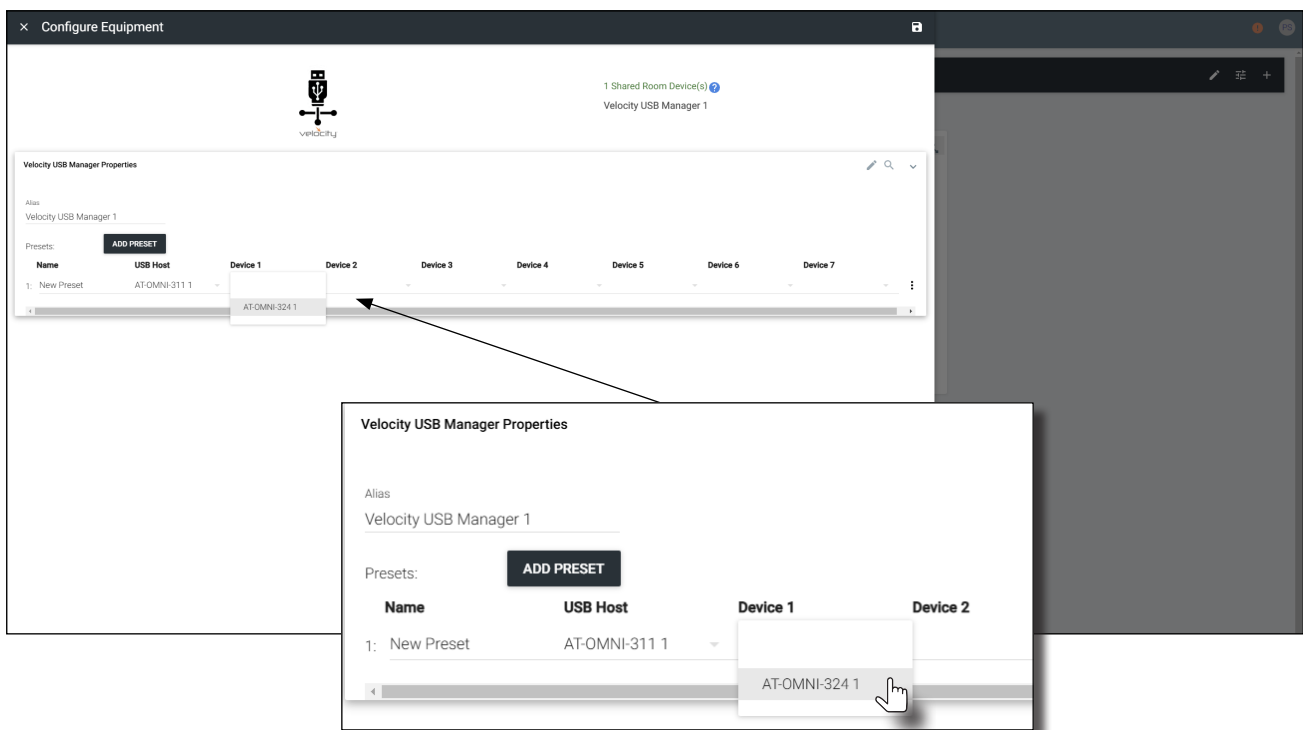 × Configure Equipment
PS
1 Shared Room Device(s) ?
velocity
Velocity USB Manager 1
Velocity USB Manager Properties
Alias
Velocity USB Manager 1
Presets: ADD PRESET
Name USB Host Device 1 Device 2 Device 3 Device 4 Device 5 Device 6 Device 7
1: New Preset AT-OMNI-311 1
AT-OMNI-324 1
Velocity USB Manager Properties
Alias
Velocity USB Manager 1
Presets: ADD PRESET
Name USB Host Device 1 Device 2
1: New Preset AT-OMNI-311 1
AT-OMNI-324 1